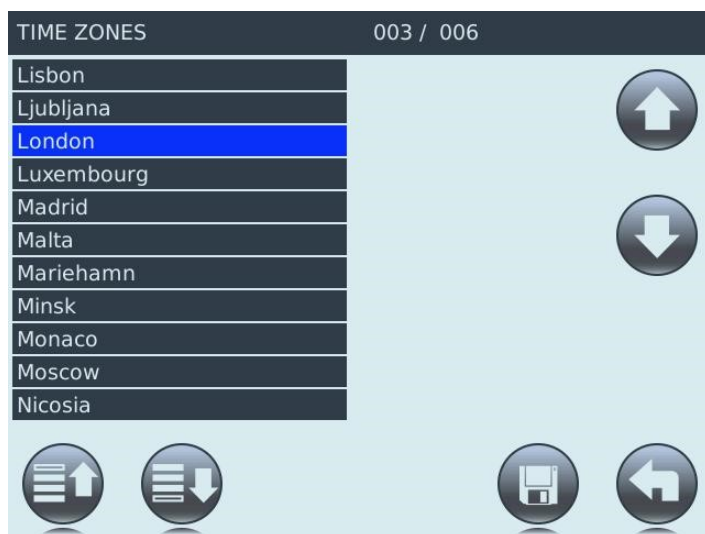 TIME ZONES 003 / 006
Lisbon
Ljubljana
London
Luxembourg
Madrid
Malta
Mariehamn
Minsk
Monaco
Moscow
Nicosia